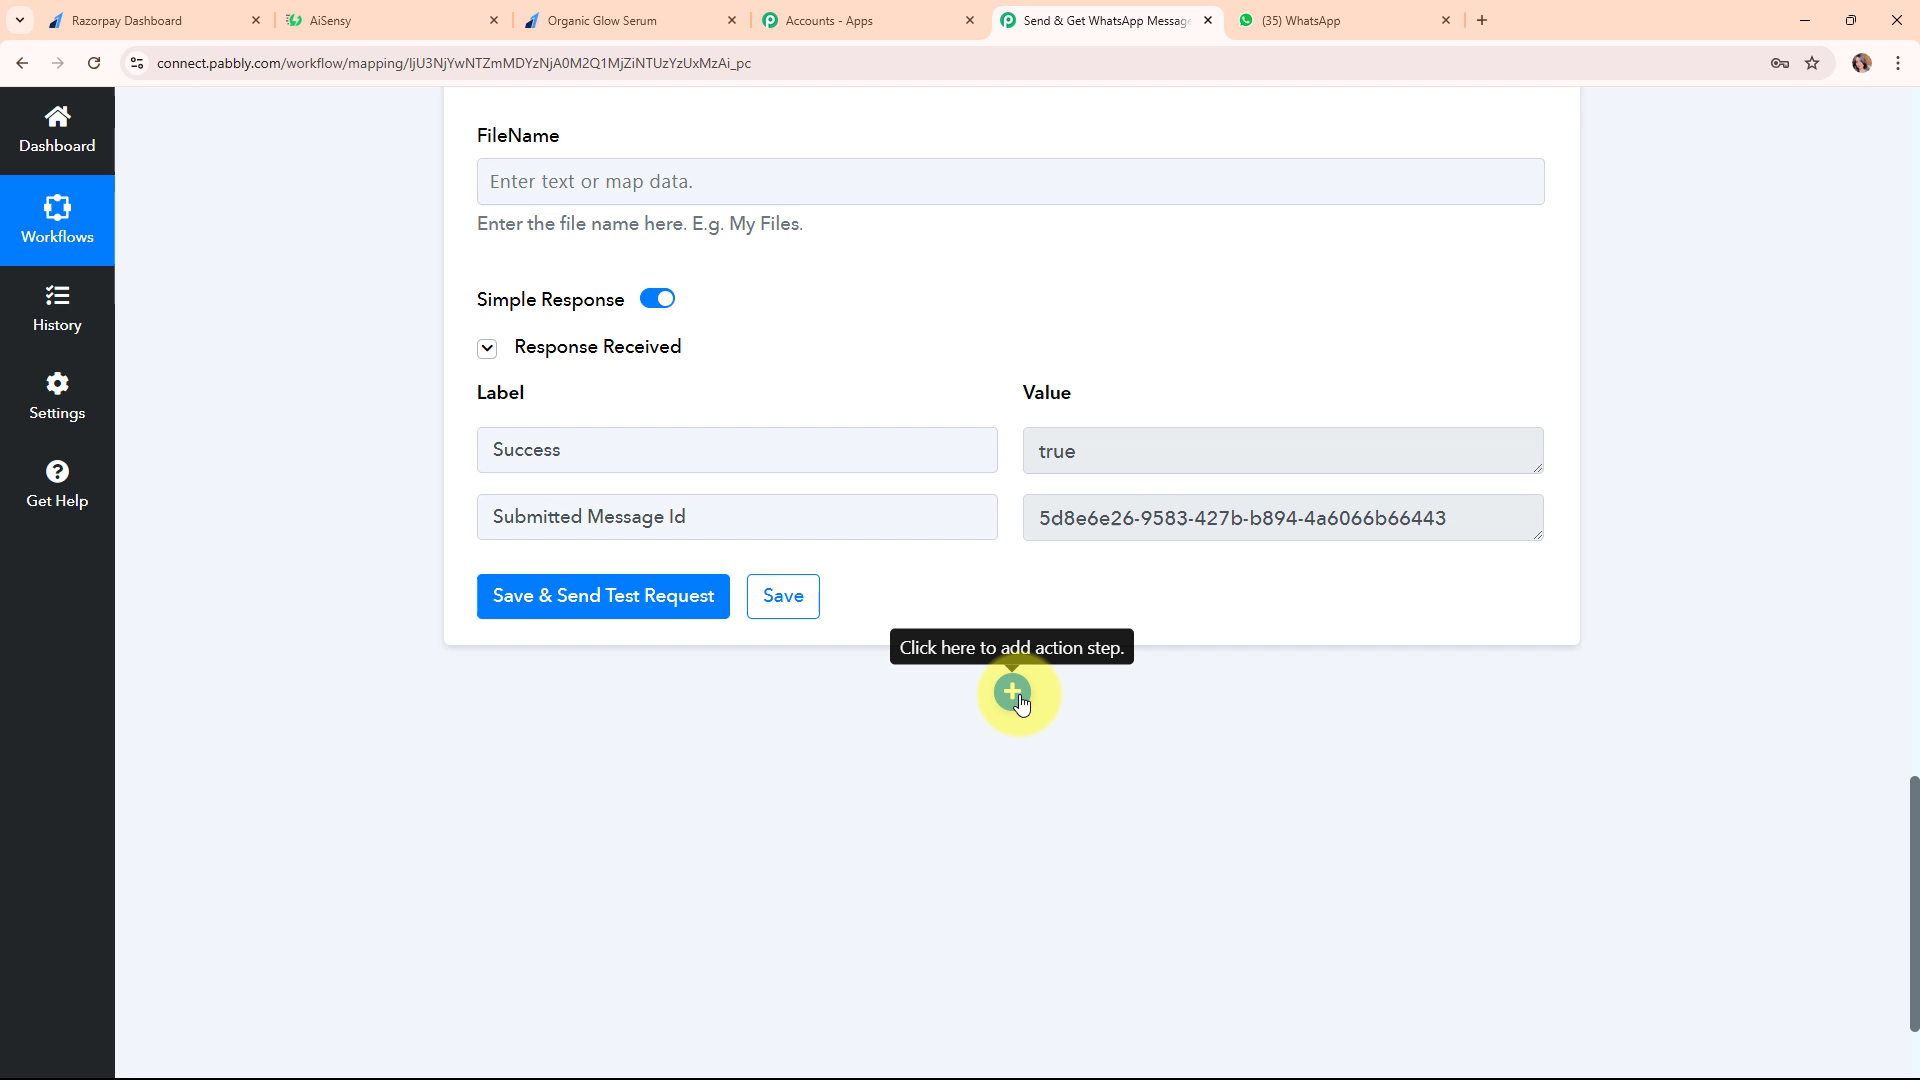 Razorpay Dashboard
AiSensy
Organic Glow Serum
Accounts - Apps
Send & Get WhatsApp Message
(35) WhatsApp
connect.pabbly.com/workflow/mapping/IjU3NjYwNTZmMDYzNjA0M2Q1MjZiNTUzYzUxMzAi_pc
Dashboard
Workflows
History
Settings
Get Help
FileName
Enter text or map data.
Enter the file name here. E.g. My Files.
Simple Response
Response Received
Label
Value
Success
true
Submitted Message Id
5d8e6e26-9583-427b-b894-4a6066b66443
Save & Send Test Request
Save
Click here to add action step.